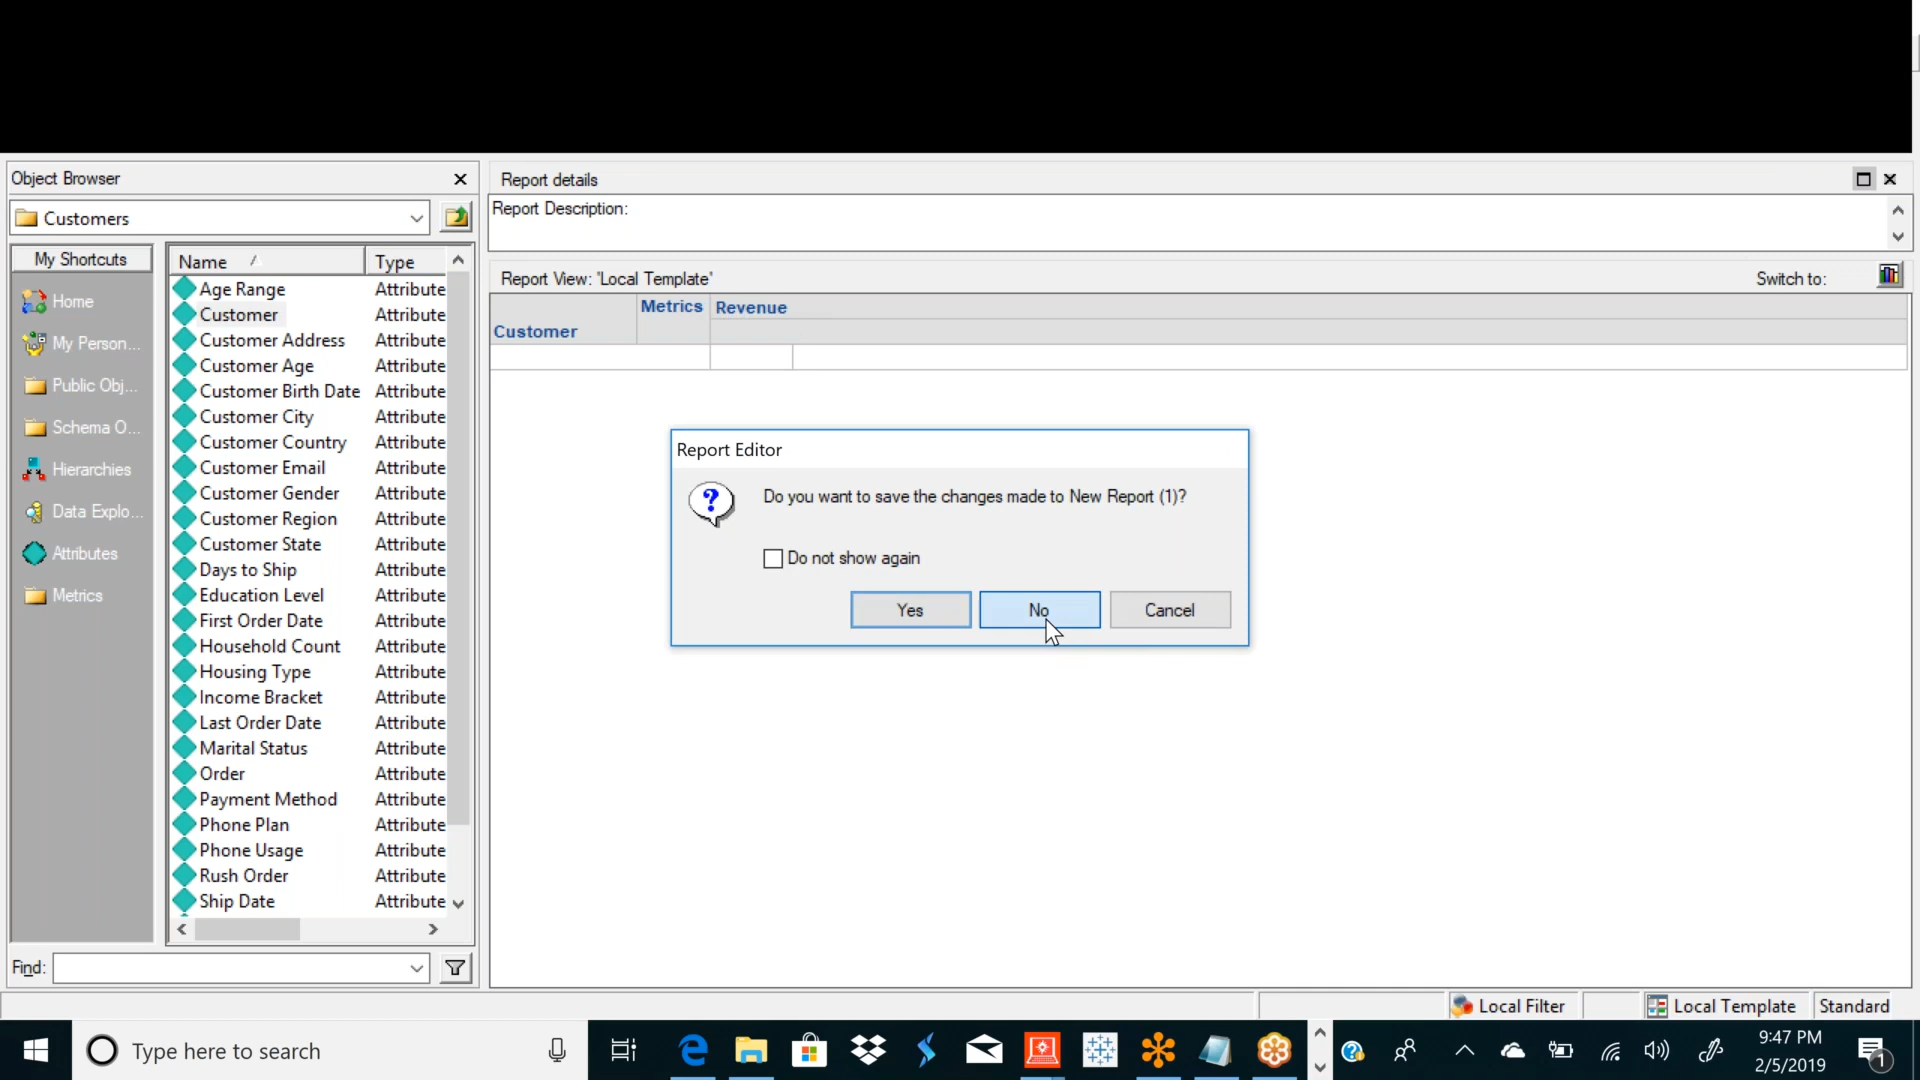 Object Browser
Customers
My Shortcuts
Home
My Person...
Public Obj...
Schema O...
Hierarchies
Data Explo...
Attributes
Metrics
Name Type
Age Range Attribute
Customer Attribute
Customer Address Attribute
Customer Age Attribute
Customer Birth Date Attribute
Customer City Attribute
Customer Country Attribute
Customer Email Attribute
Customer Gender Attribute
Customer Region Attribute
Customer State Attribute
Days to Ship Attribute
Education Level Attribute
First Order Date Attribute
Household Count Attribute
Housing Type Attribute
Income Bracket Attribute
Last Order Date Attribute
Marital Status Attribute
Order Attribute
Payment Method Attribute
Phone Plan Attribute
Phone Usage Attribute
Rush Order Attribute
Ship Date Attribute
Find:
Report details
Report Description:
Report View: 'Local Template'
Switch to:
Metrics Revenue
Customer
Report Editor
Do you want to save the changes made to New Report (1)?
Do not show again
Yes No Cancel
Local Filter Local Template Standard
Type here to search
9:47 PM
2/5/2019
1